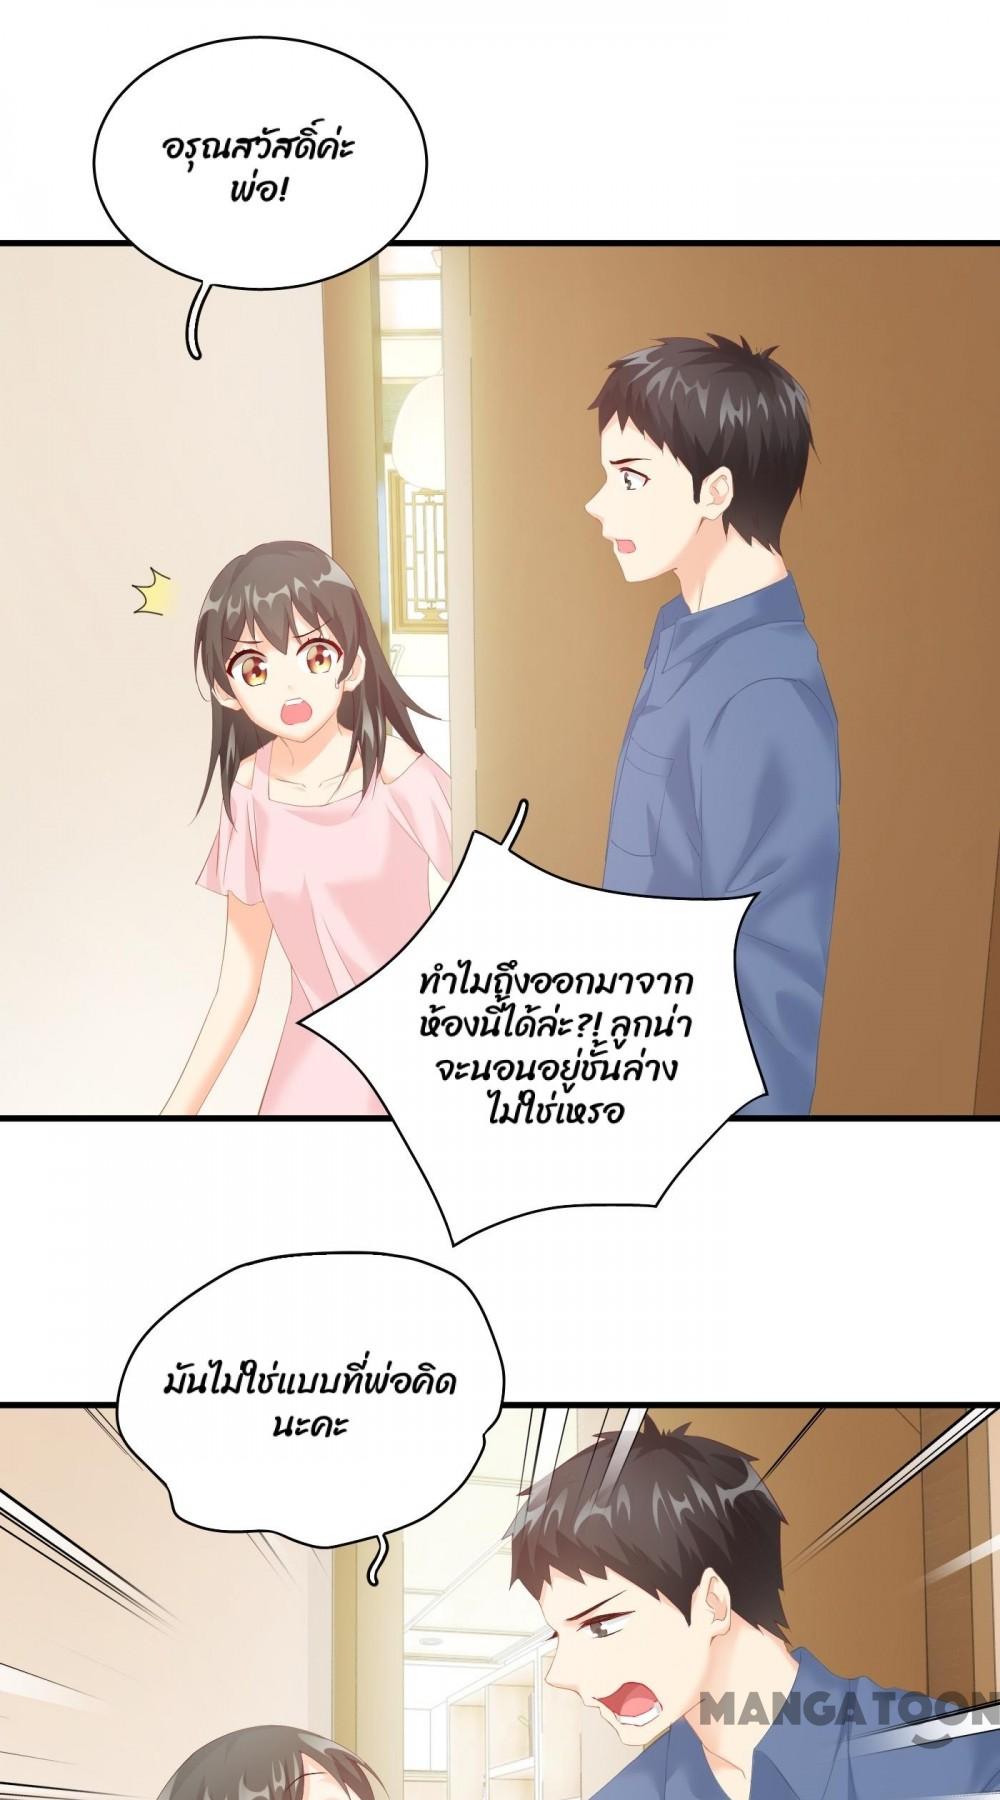 อรุณสวัสดิ์ค่ะ
พ่อ!
ทำไมถึงออกมาจาก
ห้องนี้ได้ล่ะ?! ลูกน่า
จะนอนอยู่ชั้นล่าง
ไม่ใช่เหรอ
มันไม่ใช่แบบที่พ่อคิด
นะคะ
MANGATOON